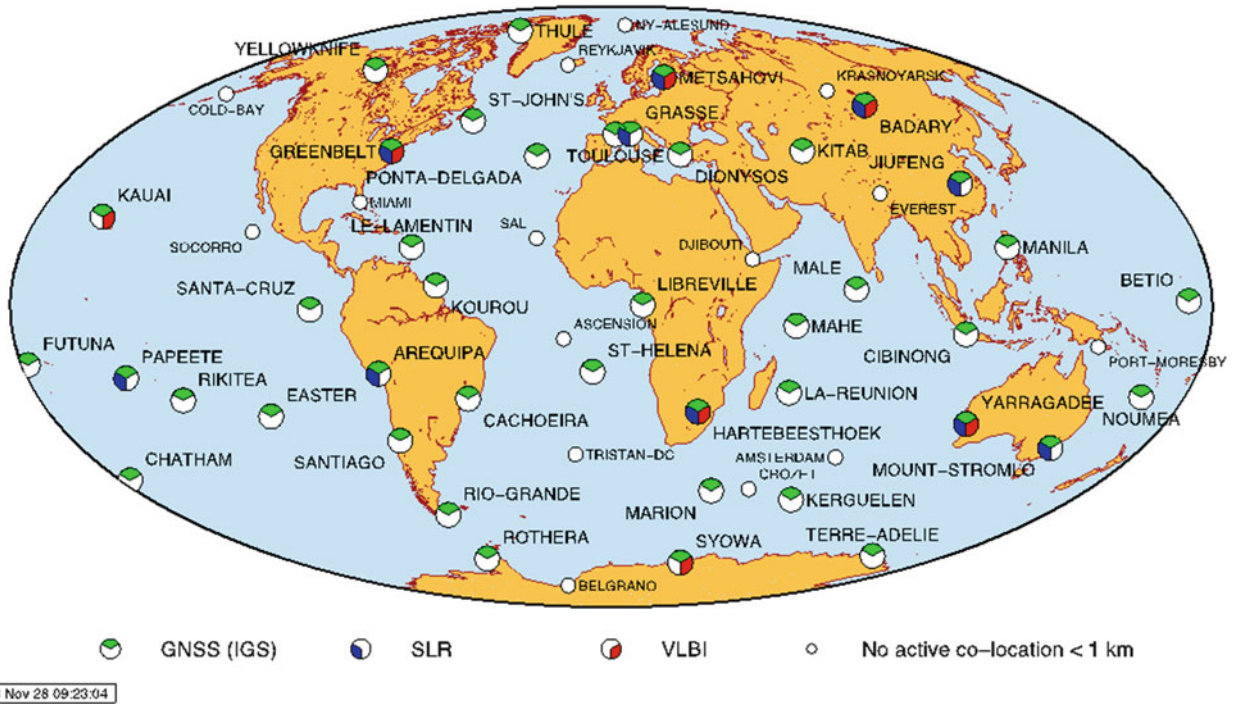 THULE
NY-ALESUND
YELLOWKNIFE
REYKJAVIK
METSAHOVI
KRASNOYARSK
COLD-BAY
ST-JOHN'S
GRASSE
BADARY
GREENBELT
TOULOUSE
KITAB
JIUFENG
PONTA-DELGADA
DIONYSOS
KAUAI
MIAMI
EVEREST
LE-LAMENTIN
SAL
SOCORRO
DJIBOUTI
MANILA
MALE
BETIO
SANTA-CRUZ
LIBREVILLE
KOUROU
ASCENSION
MAHE
FUTUNA
PAPEETE
AREQUIPA
ST-HELENA
CIBINONG
PORT-MORESBY
RIKITEA
EASTER
LA-REUNION
YARRAGADEE
NOUMEA
CACHOEIRA
HARTEBEESTHOEK
CHATHAM
SANTIAGO
TRISTAN-DC
AMSTERDAM
MOUNT-STROMLO
CROZET
RIO-GRANDE
MARION
KERGUELEN
ROTHERA
SYOWA
TERRE-ADELIE
BELGRANO
GNSS (IGS)
SLR
VLBI
No active co-location < 1 km
Nov 28 09:23:04